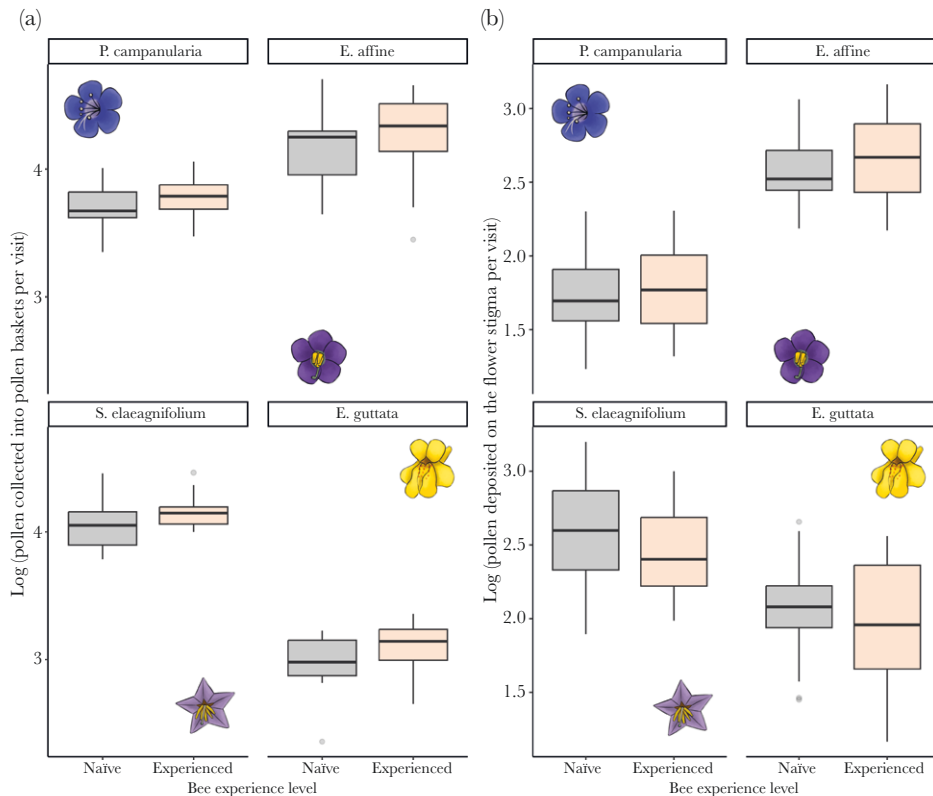 (a)
P. campanularia
E. affine
4
3
S. elaeagnifolium
E. guttata
4
3
Log (pollen collected into pollen baskets per visit)
Naïve
Experienced
Naïve
Experienced
Bee experience level
(b)
P. campanularia
E. affine
3.0
2.5
2.0
1.5
S. elaeagnifolium
E. guttata
3.0
2.5
2.0
1.5
Log (pollen deposited on the flower stigma per visit)
Naïve
Experienced
Naïve
Experienced
Bee experience level